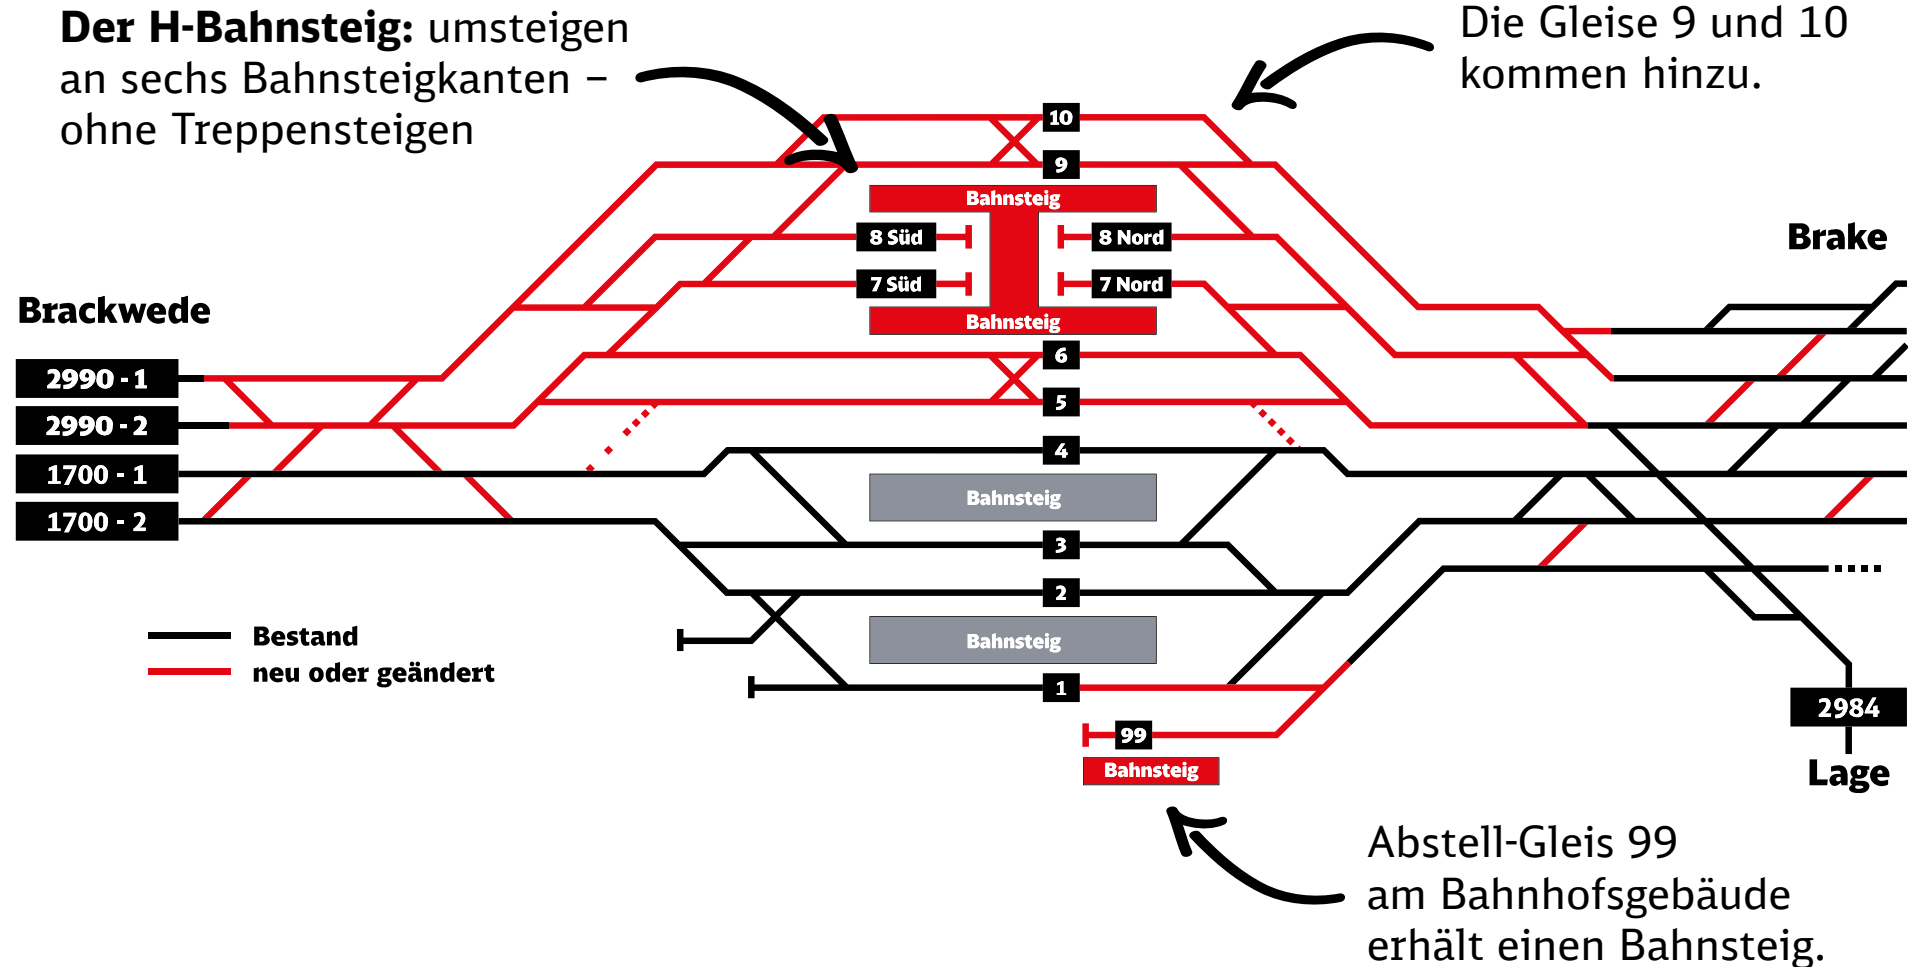 Der H-Bahnsteig: umsteigen
an sechs Bahnsteigkanten –
ohne Treppensteigen
Die Gleise 9 und 10
kommen hinzu.
10
9
Bahnsteig
8 Süd
8 Nord
7 Süd
7 Nord
Bahnsteig
Brake
Brackwede
6
2990 - 1
5
2990 - 2
4
1700 - 1
Bahnsteig
1700 - 2
3
2
Bestand
Bahnsteig
neu oder geändert
1
2984
99
Bahnsteig
Lage
Abstell-Gleis 99
am Bahnhofsgebäude
erhält einen Bahnsteig.